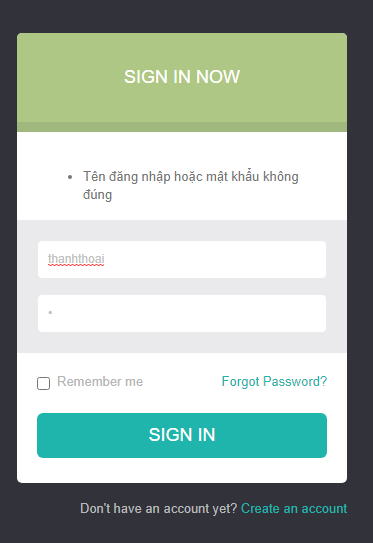 SIGN IN NOW
• Tên đăng nhập hoặc mật khẩu không
đúng
thanhthoai
•
Remember me
Forgot Password?
SIGN IN
Don't have an account yet? Create an account